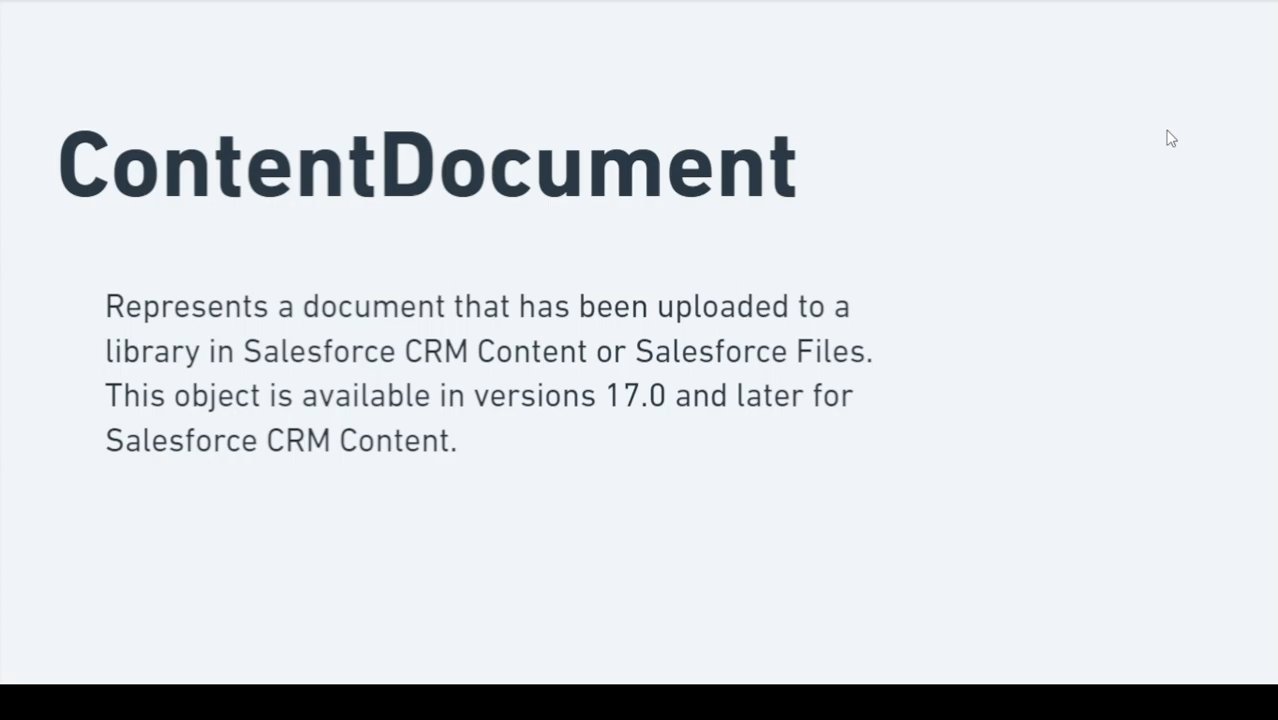 ContentDocument
Represents a document that has been uploaded to a
library in Salesforce CRM Content or Salesforce Files.
This object is available in versions 17.0 and later for
Salesforce CRM Content.